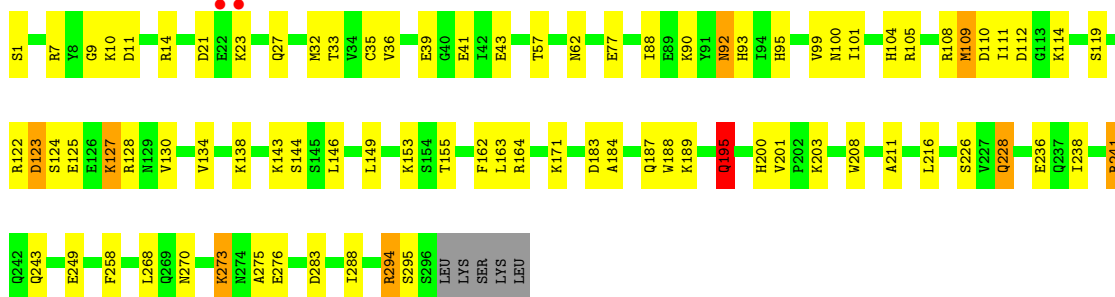 S1 R7 Y8 G9 K10 D11 R14 D21 E22 K23 Q27 M32 T33 V34 C35 V36 E39 G40 E41 I42 E43 T57 N62 E77 I88 E89 K90 Y91 N92 H93 I94 H95 V99 N100 I101 H104 R105 R108 M109 D110 I111 D112 G113 K114 S119
R122 D123 S124 E125 E126 K127 R128 N129 V130 V134 K138 K143 S144 S145 L146 L149 K153 S154 T155 F162 L163 R164 K171 D183 A184 Q187 W188 K189 Q195 H200 V201 P202 K203 W208 A211 L216 S226 V227 Q228 E236 Q237 I238
Q242 Q243 E249 F258 L268 Q269 N270 K273 N274 A275 E276 D283 I288 R294 S295 S296 LEU LYS SER LYS LEU